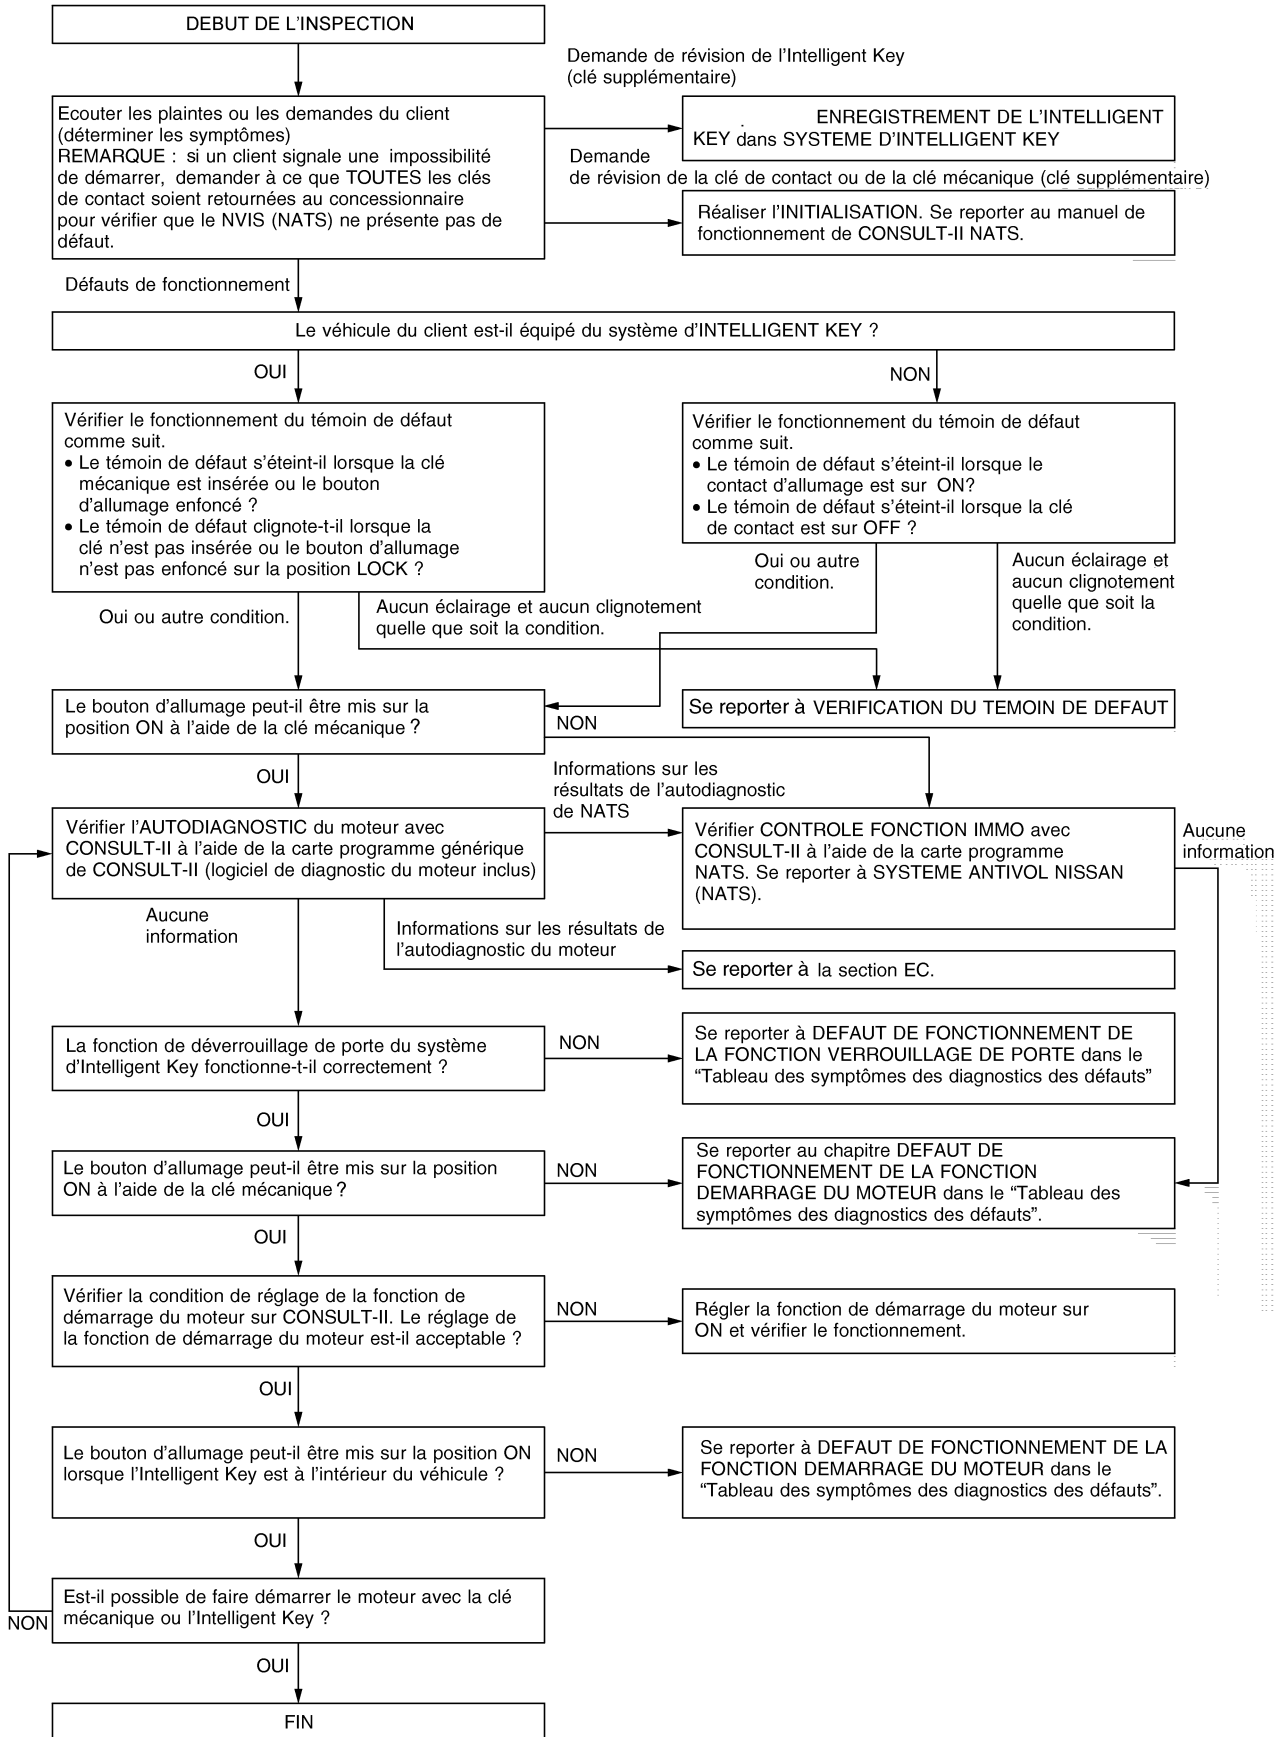 DEBUT DE L'INSPECTION
Demande de révision de l'Intelligent Key
(clé supplémentaire)
Ecouter les plaintes ou les demandes du client
(déterminer les symptômes)
REMARQUE : si un client signale une impossibilité
de démarrer, demander à ce que TOUTES les clés
de contact soient retournées au concessionnaire
pour vérifier que le NVIS (NATS) ne présente pas de
défaut.
ENREGISTREMENT DE L'INTELLIGENT
KEY dans SYSTEME D'INTELLIGENT KEY
Demande
de révision de la clé de contact ou de la clé mécanique (clé supplémentaire)
Réaliser l'INITIALISATION. Se reporter au manuel de
fonctionnement de CONSULT-II NATS.
Défauts de fonctionnement
Le véhicule du client est-il équipé du système d'INTELLIGENT KEY ?
OUI
NON
Vérifier le fonctionnement du témoin de défaut
comme suit.
• Le témoin de défaut s'éteint-il lorsque la clé
mécanique est insérée ou le bouton
d'allumage enfoncé ?
• Le témoin de défaut clignote-t-il lorsque la
clé n'est pas insérée ou le bouton d'allumage
n'est pas enfoncé sur la position LOCK ?
Vérifier le fonctionnement du témoin de défaut
comme suit.
• Le témoin de défaut s'éteint-il lorsque le
contact d'allumage est sur ON?
• Le témoin de défaut s'éteint-il lorsque la clé
de contact est sur OFF ?
Oui ou autre condition.
Aucun éclairage et aucun clignotement
quelle que soit la condition.
Oui ou autre
condition.
Aucun éclairage et
aucun clignotement
quelle que soit la
condition.
Le bouton d'allumage peut-il être mis sur la
position ON à l'aide de la clé mécanique ?
NON
Se reporter à VERIFICATION DU TEMOIN DE DEFAUT
OUI
Informations sur les
résultats de l'autodiagnostic
de NATS
Vérifier l'AUTODIAGNOSTIC du moteur avec
CONSULT-II à l'aide de la carte programme générique
de CONSULT-II (logiciel de diagnostic du moteur inclus)
Vérifier CONTROLE FONCTION IMMO avec
CONSULT-II à l'aide de la carte programme
NATS. Se reporter à SYSTEME ANTIVOL NISSAN
(NATS).
Aucune
information
Aucune
information
Informations sur les résultats de
l'autodiagnostic du moteur
Se reporter à la section EC.
La fonction de déverrouillage de porte du système
d'Intelligent Key fonctionne-t-il correctement ?
NON
Se reporter à DEFAUT DE FONCTIONNEMENT DE
LA FONCTION VERROUILLAGE DE PORTE dans le
“Tableau des symptômes des diagnostics des défauts”
OUI
Le bouton d'allumage peut-il être mis sur la position
ON à l'aide de la clé mécanique ?
NON
Se reporter au chapitre DEFAUT DE
FONCTIONNEMENT DE LA FONCTION
DEMARRAGE DU MOTEUR dans le “Tableau des
symptômes des diagnostics des défauts”.
OUI
Vérifier la condition de réglage de la fonction de
démarrage du moteur sur CONSULT-II. Le réglage de
la fonction de démarrage du moteur est-il acceptable ?
NON
Régler la fonction de démarrage du moteur sur
ON et vérifier le fonctionnement.
OUI
Le bouton d'allumage peut-il être mis sur la position ON
lorsque l'Intelligent Key est à l'intérieur du véhicule ?
NON
Se reporter à DEFAUT DE FONCTIONNEMENT DE LA
FONCTION DEMARRAGE DU MOTEUR dans le
“Tableau des symptômes des diagnostics des défauts”.
OUI
Est-il possible de faire démarrer le moteur avec la clé
mécanique ou l'Intelligent Key ?
NON
OUI
FIN